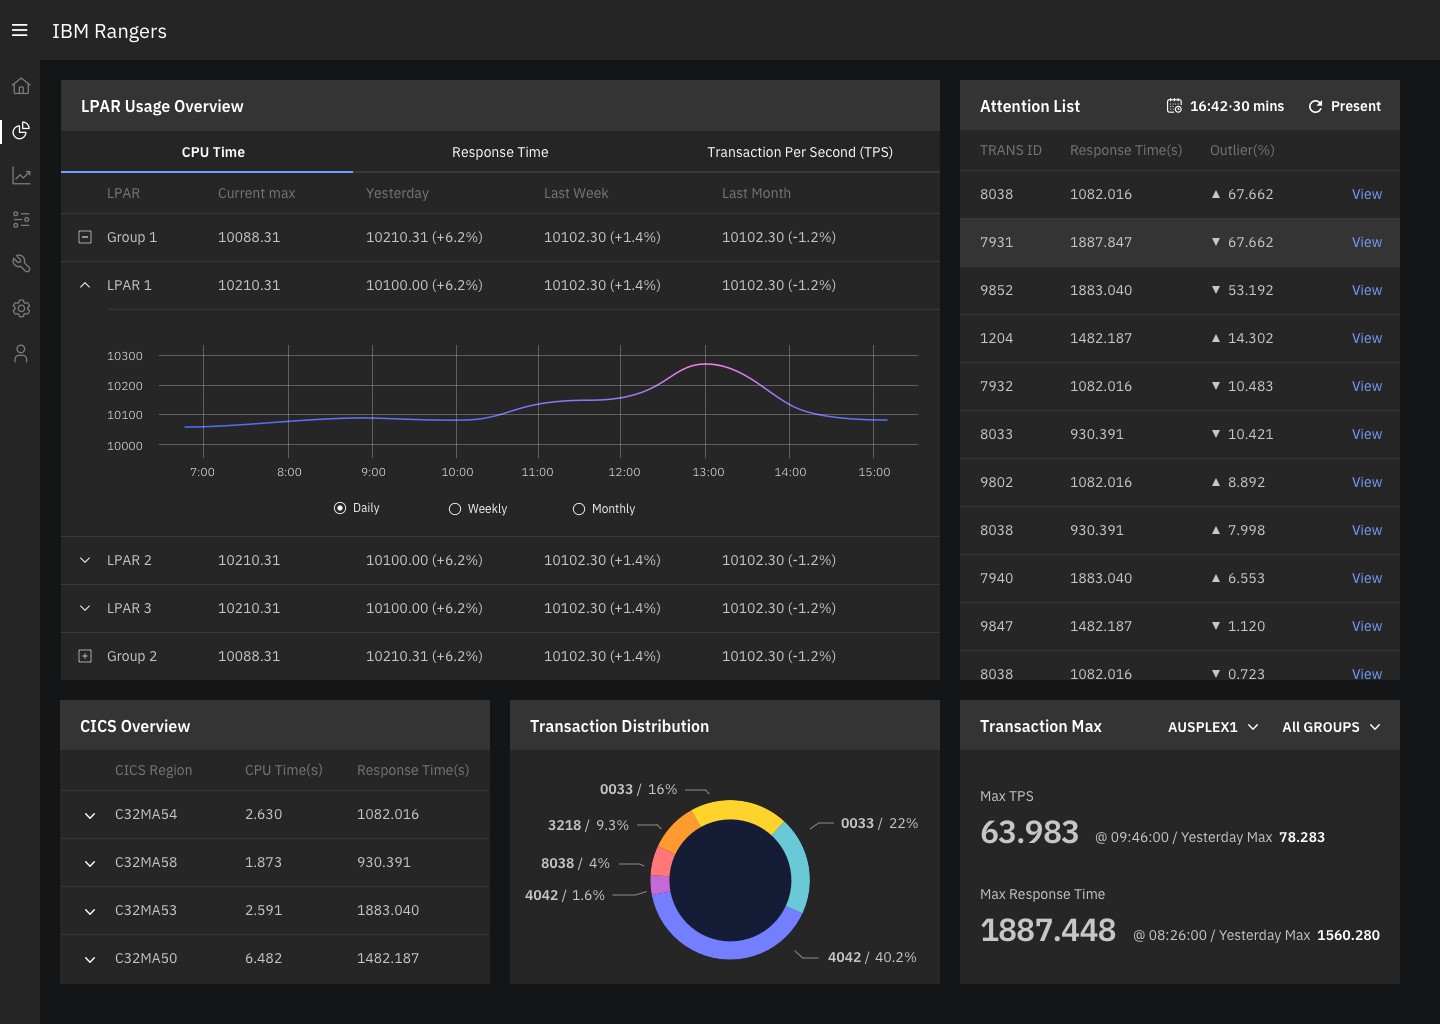 IBM Rangers
LPAR Usage Overview
CPU Time Response Time Transaction Per Second (TPS)
LPAR Current max Yesterday Last Week Last Month
Group 1 10088.31 10210.31 (+6.2%) 10102.30 (+1.4%) 10102.30 (-1.2%)
LPAR 1 10210.31 10100.00 (+6.2%) 10102.30 (+1.4%) 10102.30 (-1.2%)
10300
10200
10100
10000
7:00 8:00 9:00 10:00 11:00 12:00 13:00 14:00 15:00
Daily Weekly Monthly
LPAR 2 10210.31 10100.00 (+6.2%) 10102.30 (+1.4%) 10102.30 (-1.2%)
LPAR 3 10210.31 10100.00 (+6.2%) 10102.30 (+1.4%) 10102.30 (-1.2%)
Group 2 10088.31 10210.31 (+6.2%) 10102.30 (+1.4%) 10102.30 (-1.2%)
Attention List 16:42-30 mins Present
TRANS ID Response Time(s) Outlier(%)
8038 1082.016 ▲ 67.662 View
7931 1887.847 ▼ 67.662 View
9852 1883.040 ▼ 53.192 View
1204 1482.187 ▲ 14.302 View
7932 1082.016 ▼ 10.483 View
8033 930.391 ▼ 10.421 View
9802 1082.016 ▲ 8.892 View
8038 930.391 ▲ 7.998 View
7940 1883.040 ▲ 6.553 View
9847 1482.187 ▼ 1.120 View
8038 1082.016 ▼ 0.723 View
CICS Overview
CICS Region CPU Time(s) Response Time(s)
C32MA54 2.630 1082.016
C32MA58 1.873 930.391
C32MA53 2.591 1883.040
C32MA50 6.482 1482.187
Transaction Distribution
0033 / 16%
3218 / 9.3%
0033 / 22%
8038 / 4%
4042 / 1.6%
4042 / 40.2%
Transaction Max AUSPLEX1 All GROUPS
Max TPS
63.983 @ 09:46:00 / Yesterday Max 78.283
Max Response Time
1887.448 @ 08:26:00 / Yesterday Max 1560.280